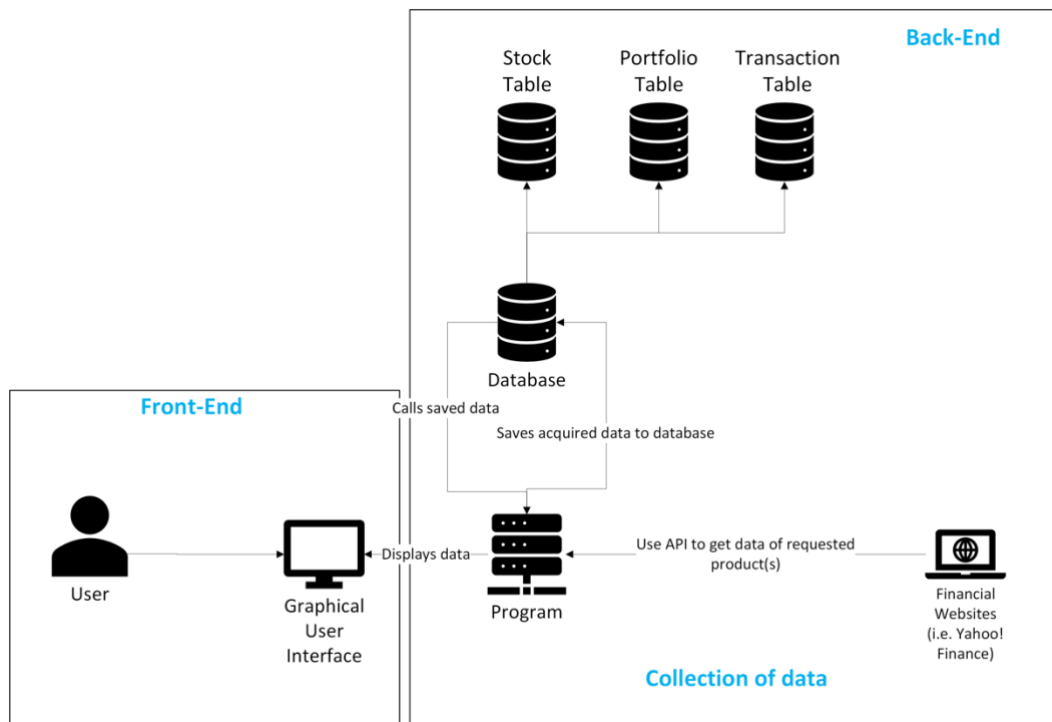 Back-End
Stock
Table
Portfolio
Table
Transaction
Table
Database
Front-End
Calls saved data
Saves acquired data to database
User
Graphical
User
Interface
Displays data
Program
Use API to get data of requested
product(s)
Financial
Websites
(i.e. Yahoo!
Finance)
Collection of data